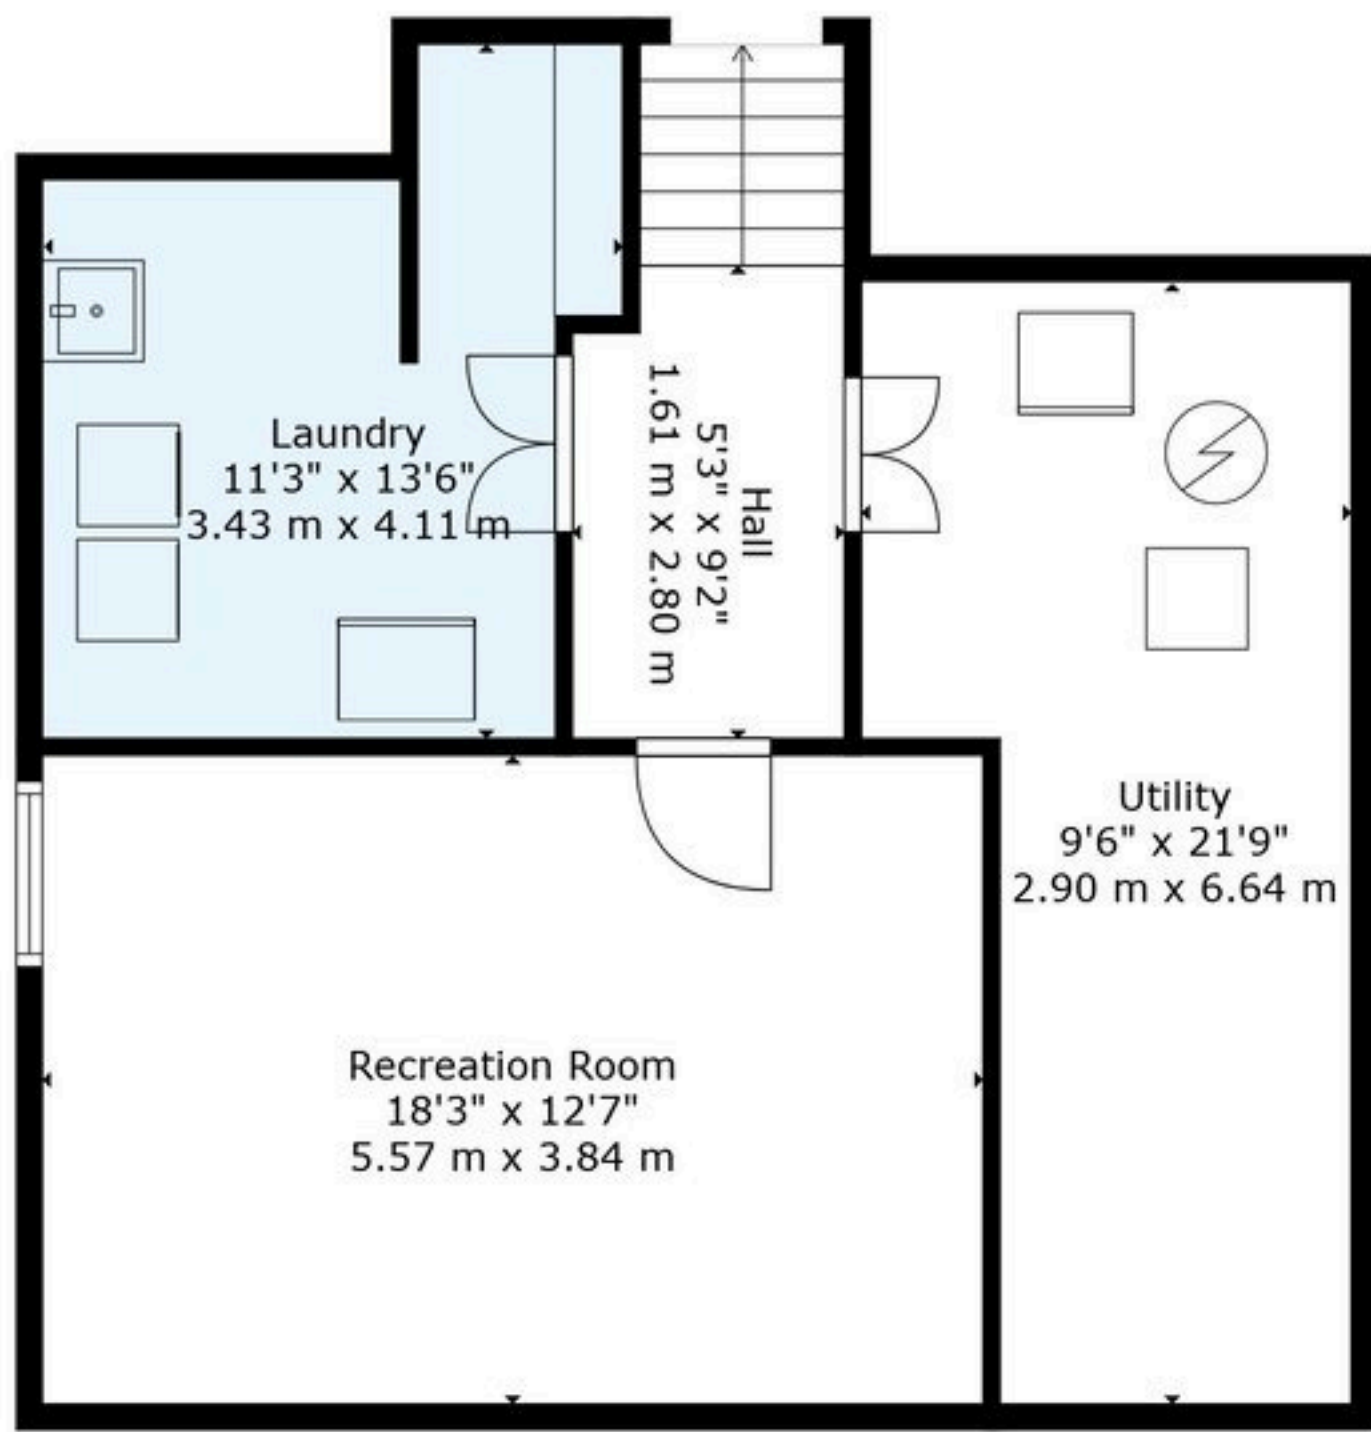 Laundry
11'3" x 13'6"
3.43 m x 4.11 m
Hall
5'3" x 9'2"
1.61 m x 2.80 m
Utility
9'6" x 21'9"
2.90 m x 6.64 m
Recreation Room
18'3" x 12'7"
5.57 m x 3.84 m